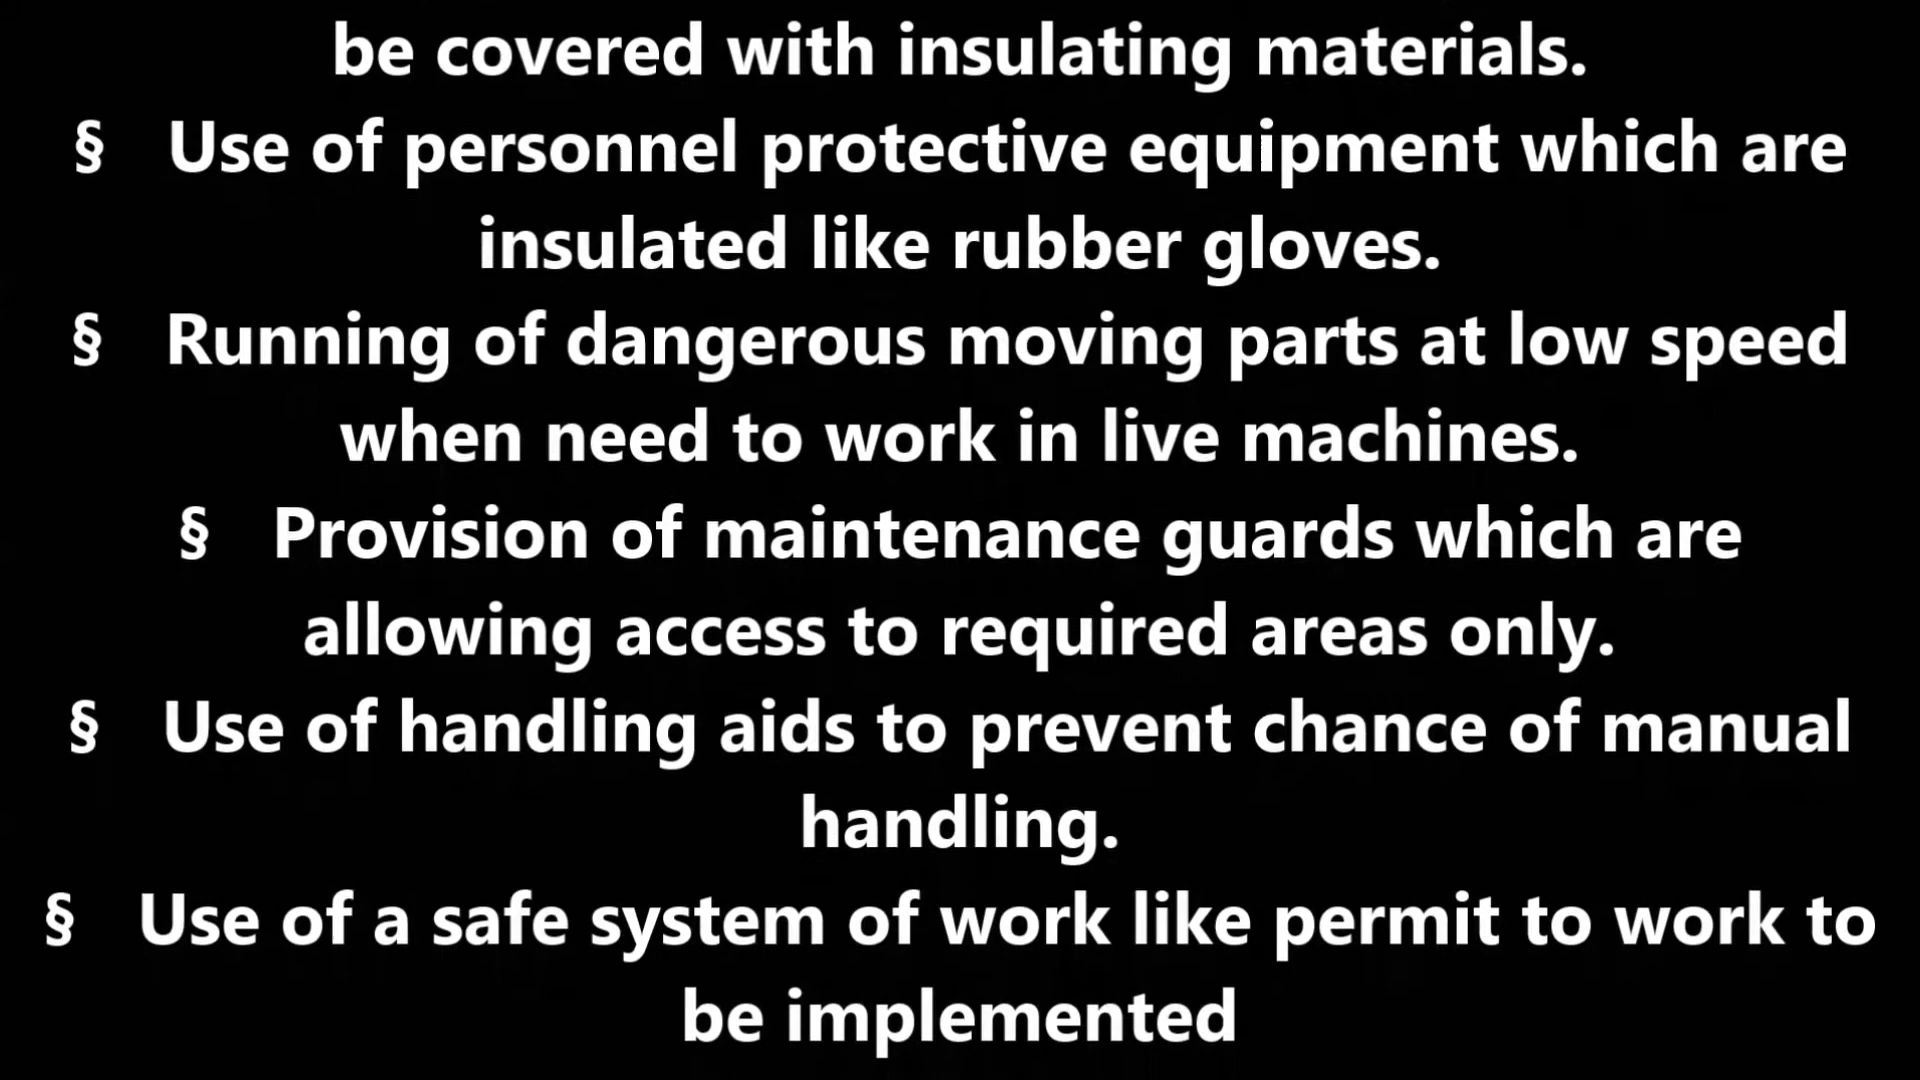 be covered with insulating materials.
§ Use of personnel protective equipment which are
insulated like rubber gloves.
§ Running of dangerous moving parts at low speed
when need to work in live machines.
§ Provision of maintenance guards which are
allowing access to required areas only.
§ Use of handling aids to prevent chance of manual
handling.
§ Use of a safe system of work like permit to work to
be implemented